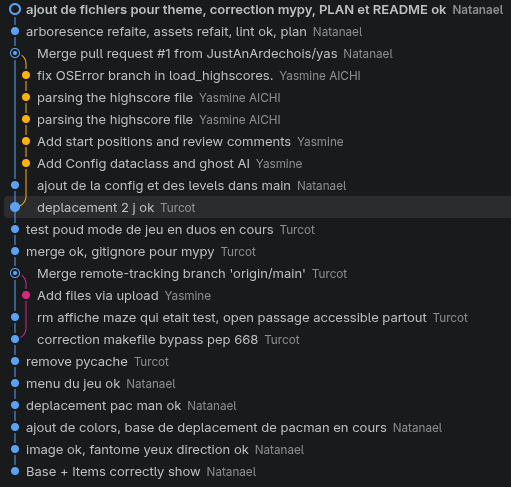 ajout de fichiers pour theme, correction mypy, PLAN et README ok Natanael
arboresence refaite, assets refait, lint ok, plan Natanael
Merge pull request #1 from JustAnArdechois/yas Natanael
fix OSError branch in load_highscores. Yasmine AICHI
parsing the highscore file Yasmine AICHI
parsing the highscore file Yasmine AICHI
Add start positions and review comments Yasmine
Add Config dataclass and ghost AI Yasmine
ajout de la config et des levels dans main Natanael
deplacement 2 j ok Turcot
test poud mode de jeu en duos en cours Turcot
merge ok, gitignore pour mypy Turcot
Merge remote-tracking branch 'origin/main' Turcot
Add files via upload Yasmine
rm affiche maze qui etait test, open passage accessible partout Turcot
correction makefile bypass pep 668 Turcot
remove pycache Turcot
menu du jeu ok Natanael
deplacement pac man ok Natanael
ajout de colors, base de deplacement de pacman en cours Natanael
image ok, fantome yeux direction ok Natanael
Base + Items correctly show Natanael